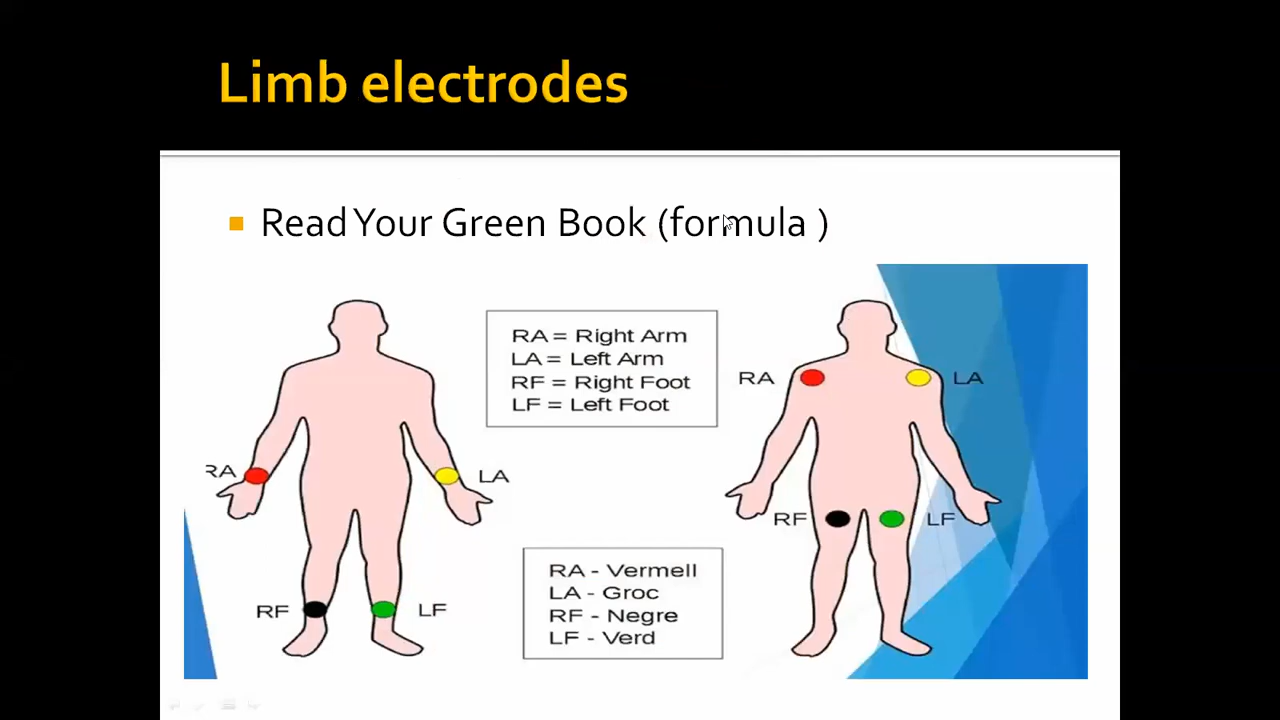 Limb electrodes
Read Your Green Book (formula )
RA = Right Arm
LA = Left Arm
RF = Right Foot
LF = Left Foot
RA
LA
RA
LA
RF
LF
RA - Vermell
LA - Groc
RF - Negre
LF - Verd
RF
LF